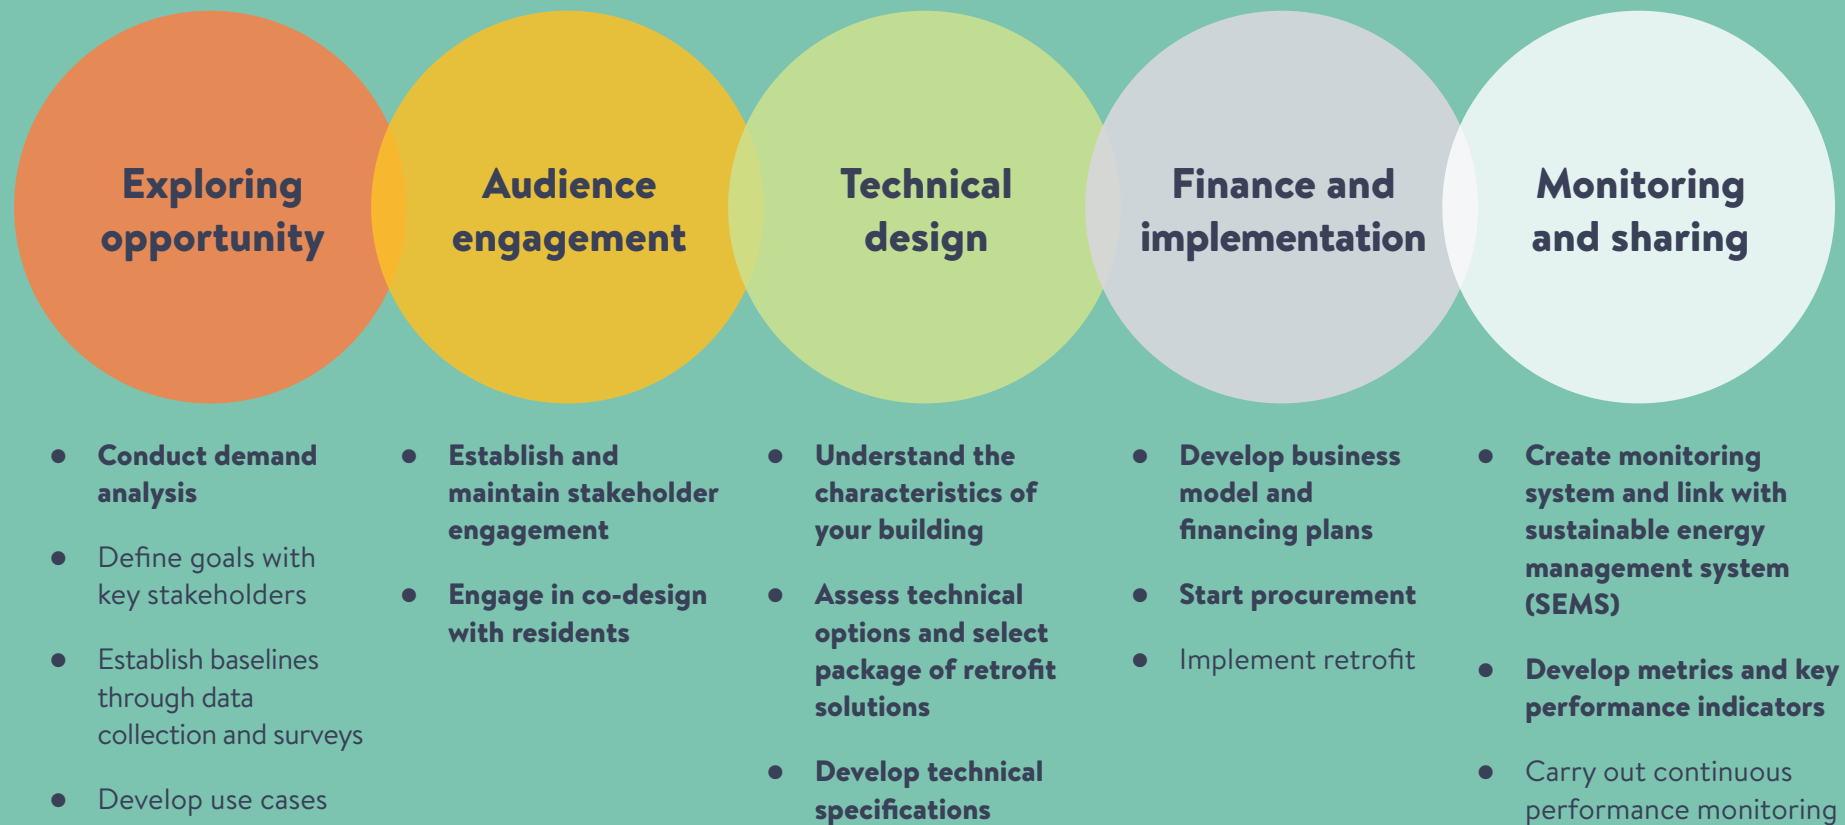 Exploring
opportunity
Audience
engagement
Technical
design
Finance and
implementation
Monitoring
and sharing
● Conduct demand
analysis
● Define goals with
key stakeholders
● Establish baselines
through data
collection and surveys
● Develop use cases
● Establish and
maintain stakeholder
engagement
● Engage in co-design
with residents
● Understand the
characteristics of
your building
● Assess technical
options and select
package of retrofit
solutions
● Develop technical
specifications
● Develop business
model and
financing plans
● Start procurement
● Implement retrofit
● Create monitoring
system and link with
sustainable energy
management system
(SEMS)
● Develop metrics and key
performance indicators
● Carry out continuous
performance monitoring